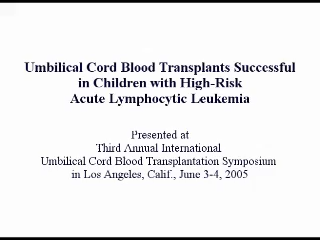 Umbilical Cord Blood Transplants Successful
in Children with High-Risk
Acute Lymphocytic Leukemia
Presented at
Third Annual International
Umbilical Cord Blood Transplantation Symposium
in Los Angeles, Calif., June 3-4, 2005